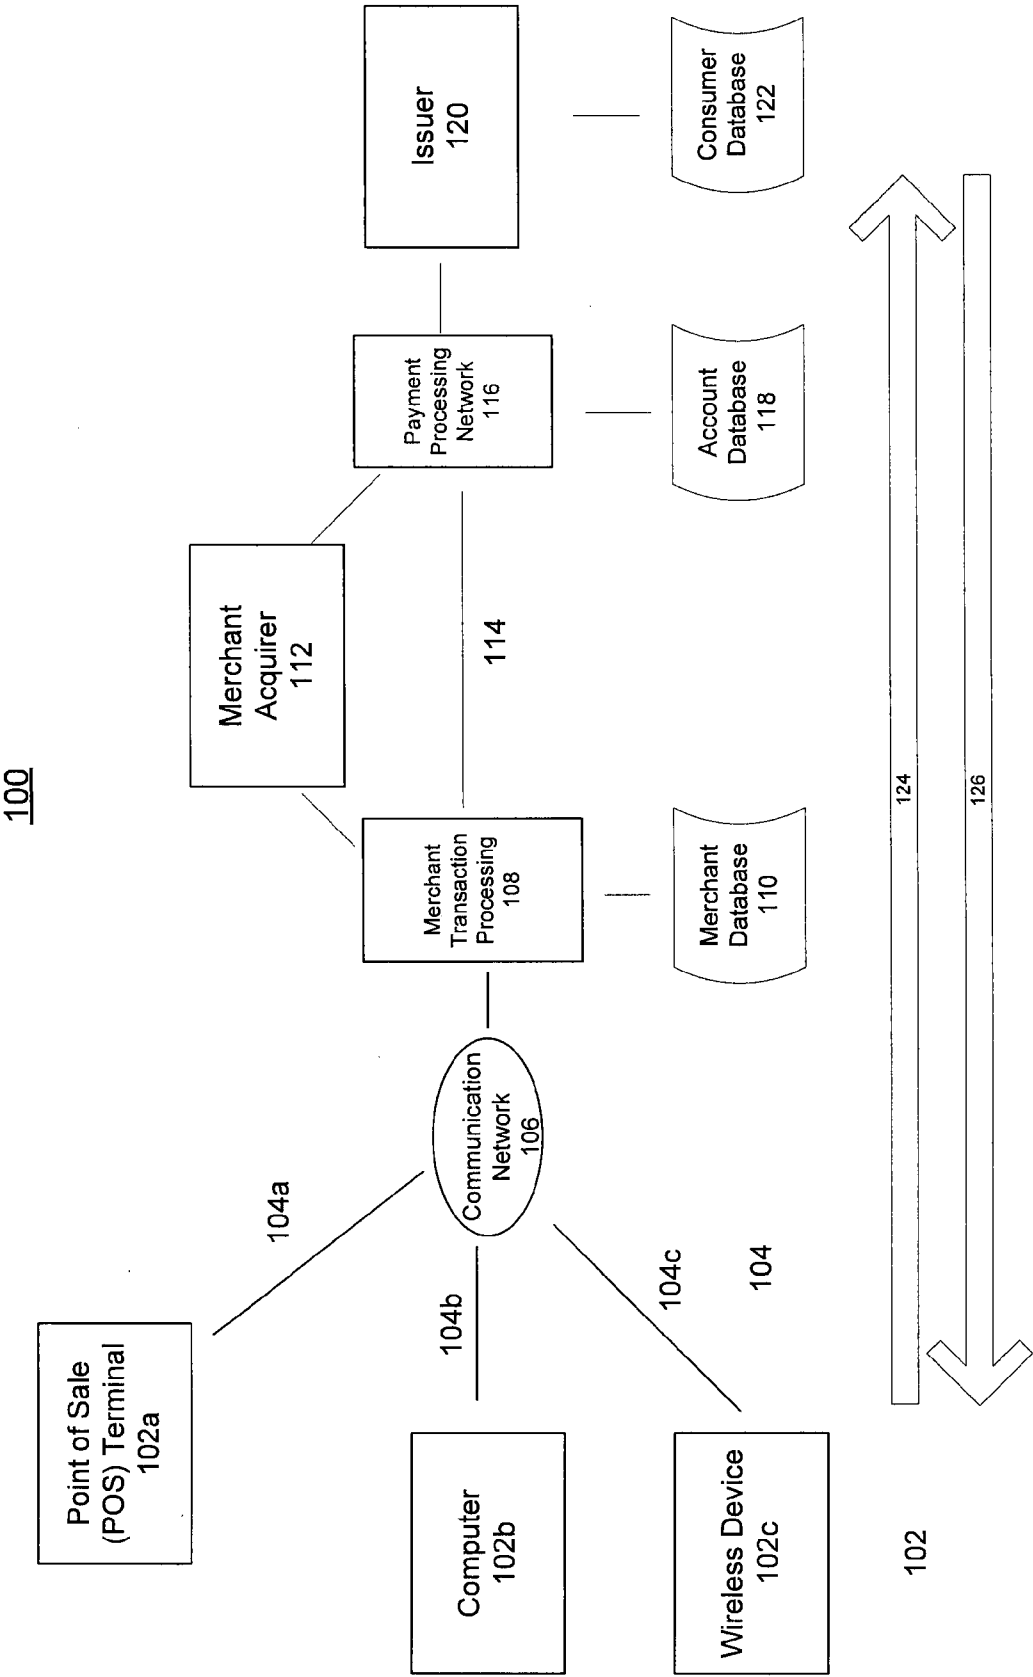 100
Point of Sale
(POS) Terminal
102a
104a
Merchant
Acquirer
112
Computer
102b
104b
Communication
Network
106
Merchant
Transaction
Processing
108
114
Payment
Processing
Network
116
Issuer
120
Wireless Device
102c
104c
104
Merchant
Database
110
Account
Database
118
Consumer
Database
122
102
124
126